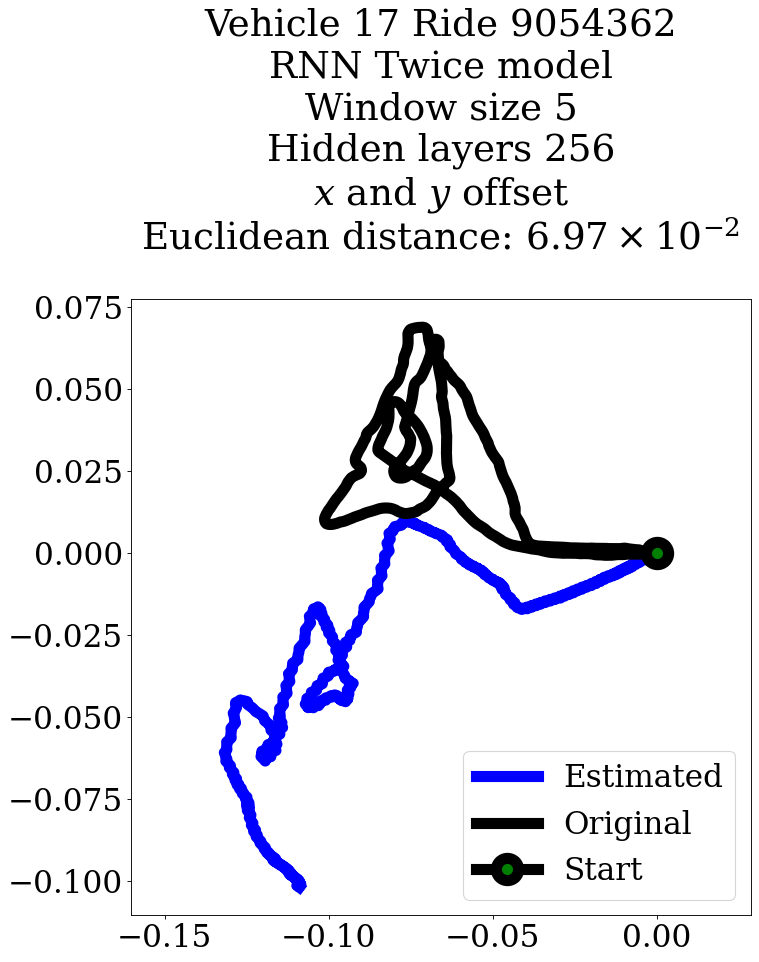 Vehicle 17 Ride 9054362
RNN Twice model
Window size 5
Hidden layers 256
x and y offset
Euclidean distance: 6.97 × 10⁻²
0.075
0.050
0.025
0.000
−0.025
−0.050
−0.075
−0.100
Estimated
Original
Start
−0.15 −0.10 −0.05 0.00